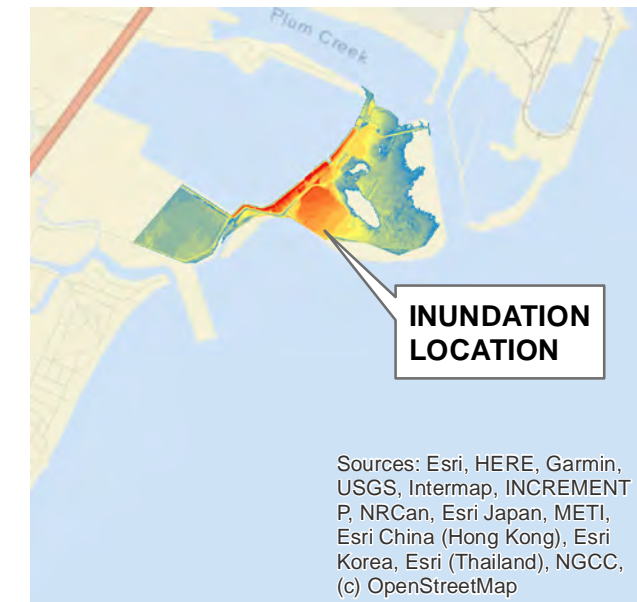 Plum Creek
INUNDATION
LOCATION
Sources: Esri, HERE, Garmin,
USGS, Intermap, INCREMENT
P, NRCan, Esri Japan, METI,
Esri China (Hong Kong), Esri
Korea, Esri (Thailand), NGCC,
(c) OpenStreetMap